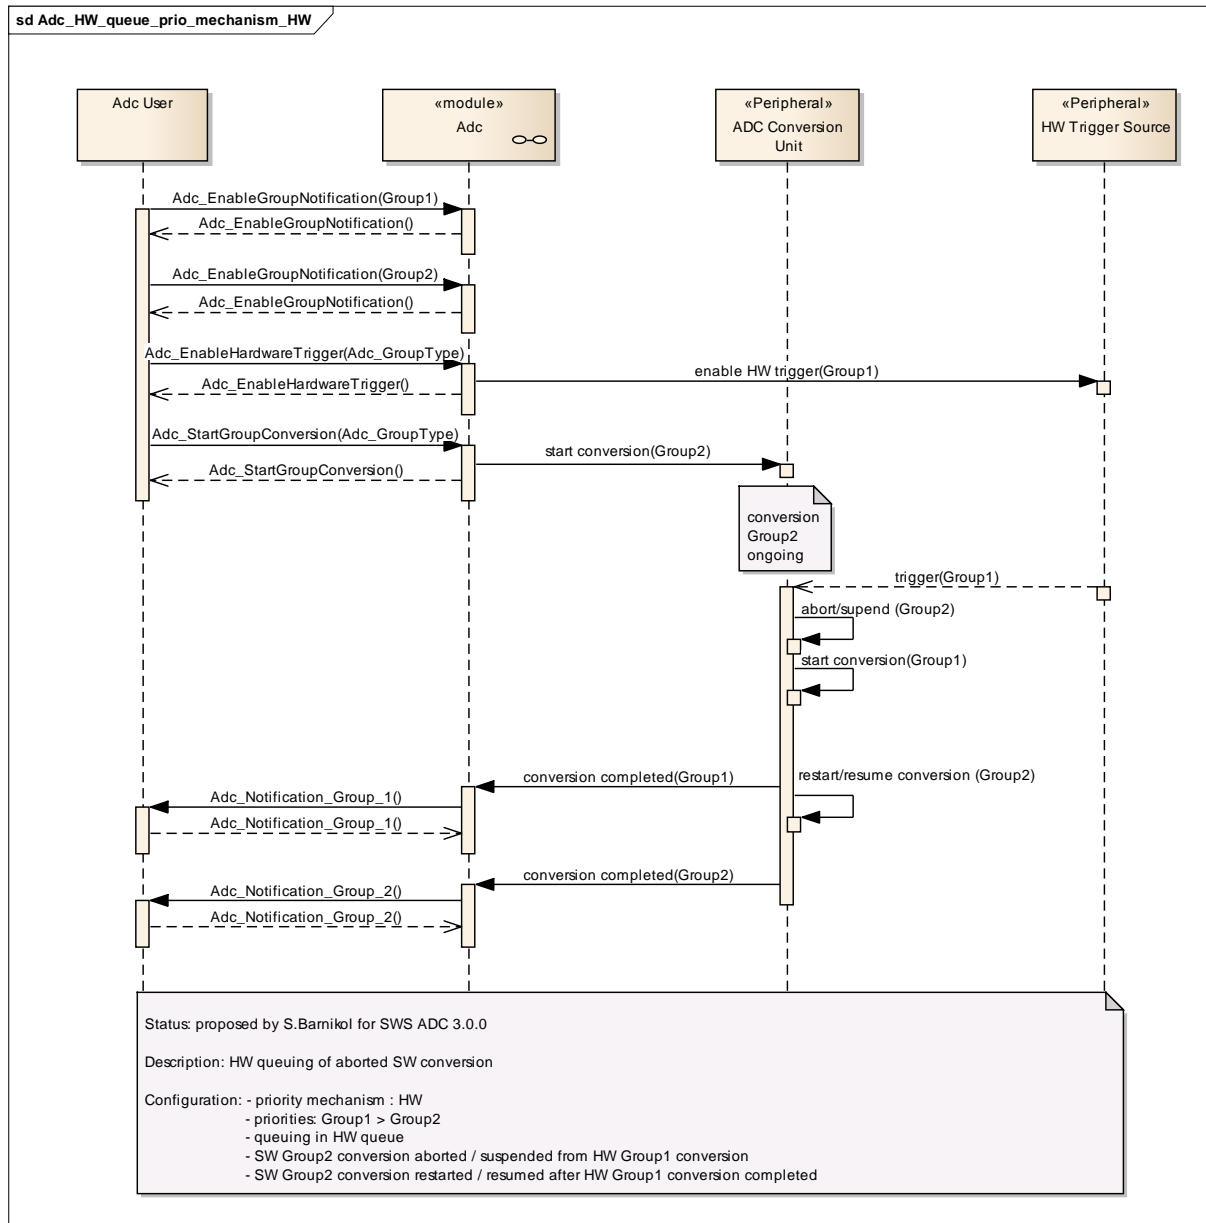 sd Adc_HW_queue_prio_mechanism_HW
Adc User
«module»
Adc
«Peripheral»
ADC Conversion
Unit
«Peripheral»
HW Trigger Source
Adc_EnableGroupNotification(Group1)
Adc_EnableGroupNotification()
Adc_EnableGroupNotification(Group2)
Adc_EnableGroupNotification()
Adc_EnableHardwareTrigger(Adc_GroupType)
enable HW trigger(Group1)
Adc_EnableHardwareTrigger()
Adc_StartGroupConversion(Adc_GroupType)
start conversion(Group2)
Adc_StartGroupConversion()
conversion
Group2
ongoing
trigger(Group1)
abort/supend (Group2)
start conversion(Group1)
restart/resume conversion (Group2)
conversion completed(Group1)
Adc_Notification_Group_1()
Adc_Notification_Group_1()
conversion completed(Group2)
Adc_Notification_Group_2()
Adc_Notification_Group_2()
Status: proposed by S.Barnikol for SWS ADC 3.0.0
Description: HW queuing of aborted SW conversion
Configuration: - priority mechanism : HW
- priorities: Group1 > Group2
- queuing in HW queue
- SW Group2 conversion aborted / suspended from HW Group1 conversion
- SW Group2 conversion restarted / resumed after HW Group1 conversion completed